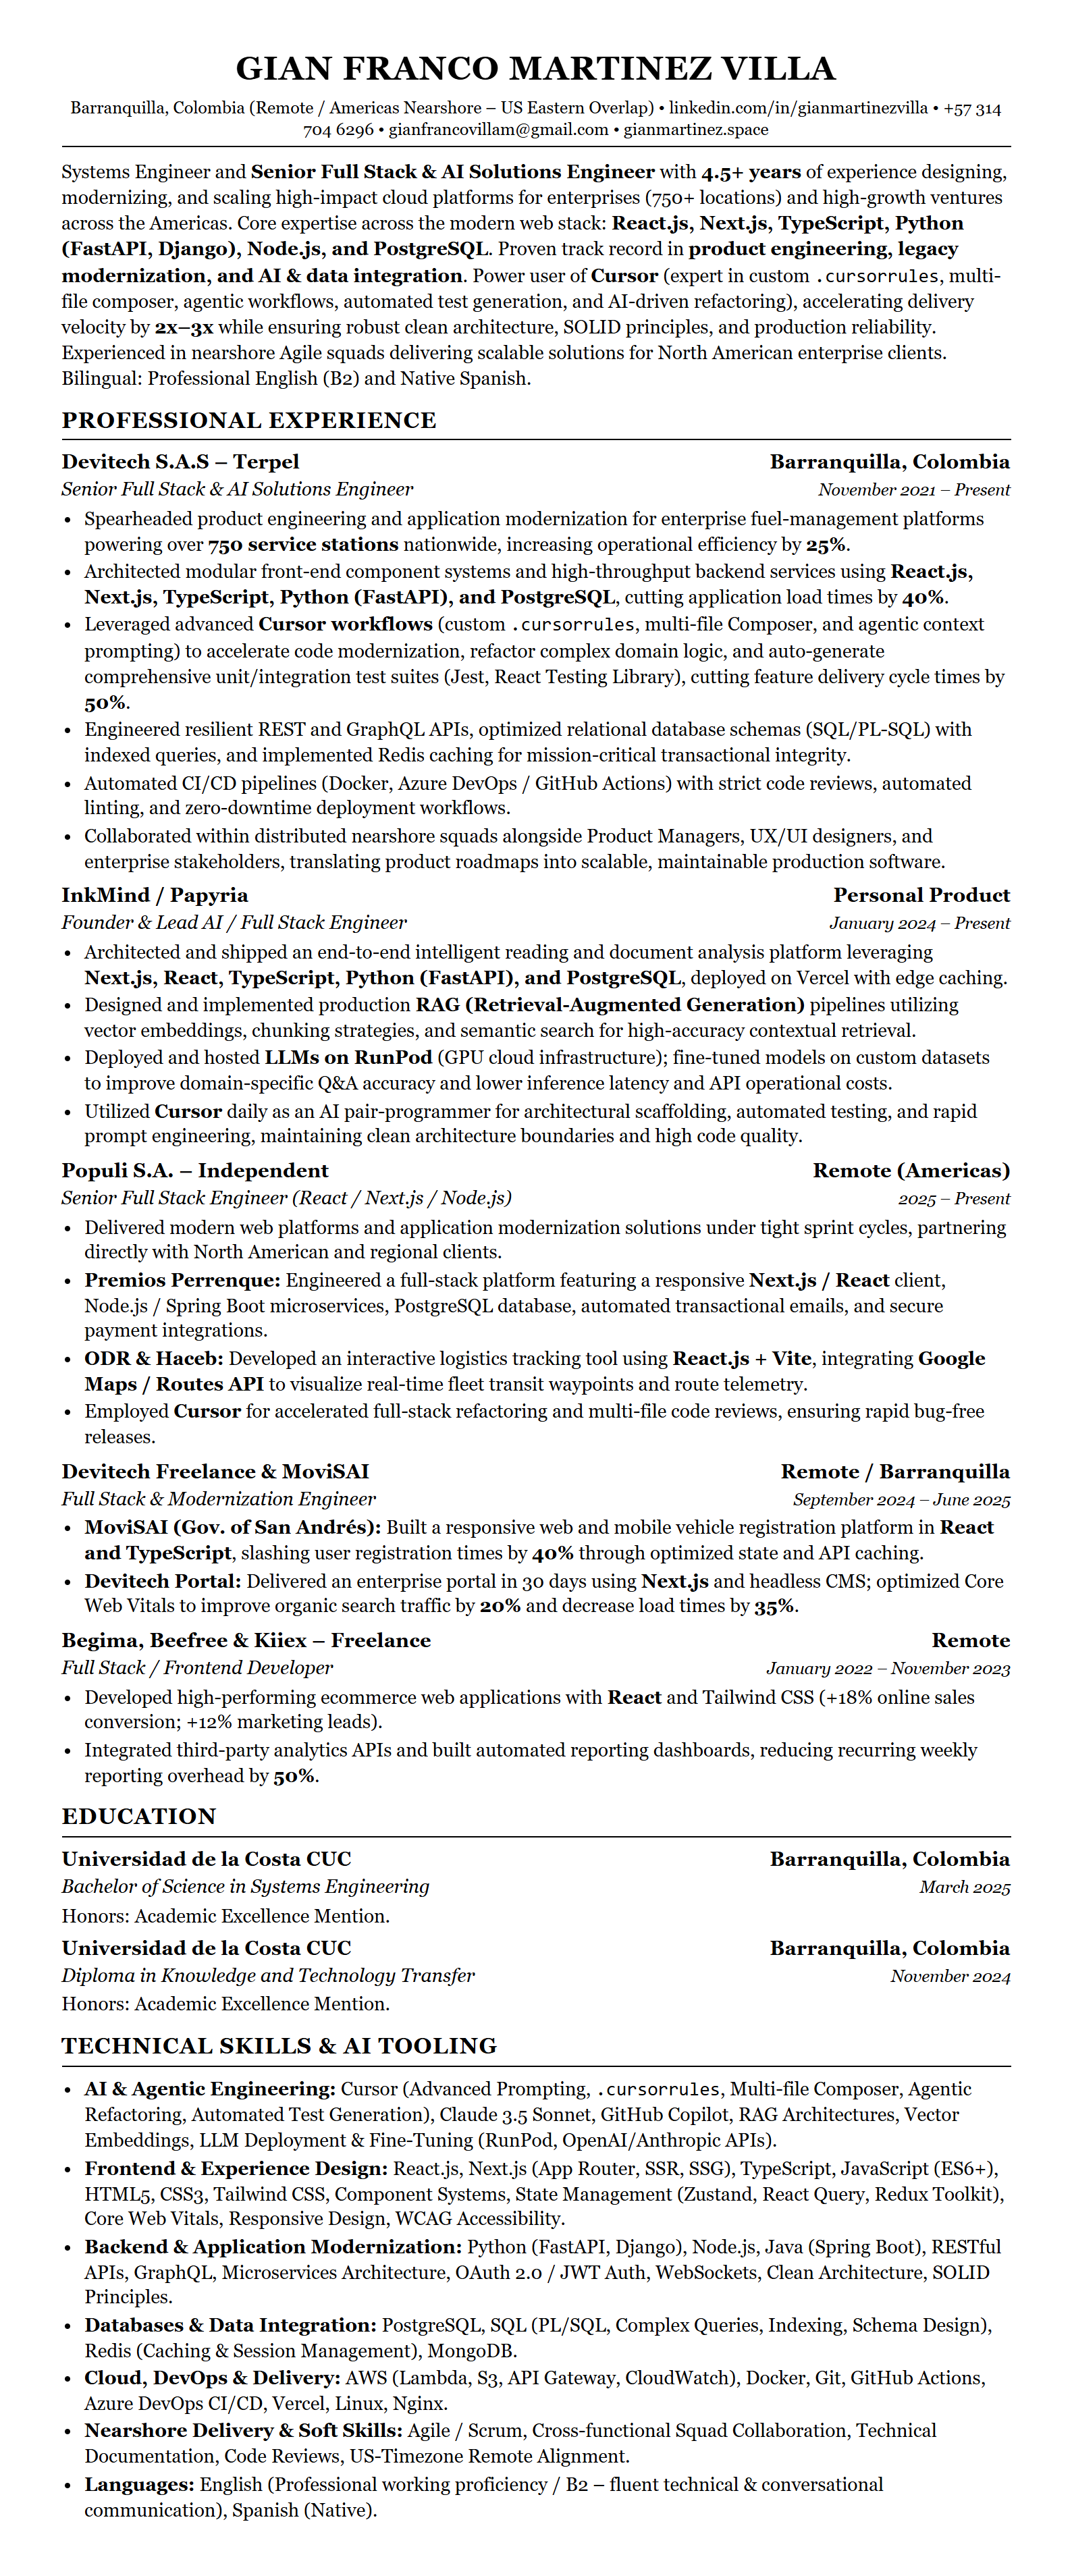 GIAN FRANCO MARTINEZ VILLA
Barranquilla, Colombia (Remote / Americas Nearshore – US Eastern Overlap) • linkedin.com/in/gianmartinezvilla • +57 314
704 6296 • gianfrancovillam@gmail.com • gianmartinez.space
Systems Engineer and Senior Full Stack & AI Solutions Engineer with 4.5+ years of experience designing,
modernizing, and scaling high-impact cloud platforms for enterprises (750+ locations) and high-growth ventures
across the Americas. Core expertise across the modern web stack: React.js, Next.js, TypeScript, Python
(FastAPI, Django), Node.js, and PostgreSQL. Proven track record in product engineering, legacy
modernization, and AI & data integration. Power user of Cursor (expert in custom .cursorrules, multi-
file composer, agentic workflows, automated test generation, and AI-driven refactoring), accelerating delivery
velocity by 2x–3x while ensuring robust clean architecture, SOLID principles, and production reliability.
Experienced in nearshore Agile squads delivering scalable solutions for North American enterprise clients.
Bilingual: Professional English (B2) and Native Spanish.
PROFESSIONAL EXPERIENCE
Devitech S.A.S – Terpel Barranquilla, Colombia
Senior Full Stack & AI Solutions Engineer November 2021 – Present
• Spearheaded product engineering and application modernization for enterprise fuel-management platforms
powering over 750 service stations nationwide, increasing operational efficiency by 25%.
• Architected modular front-end component systems and high-throughput backend services using React.js,
Next.js, TypeScript, Python (FastAPI), and PostgreSQL, cutting application load times by 40%.
• Leveraged advanced Cursor workflows (custom .cursorrules, multi-file Composer, and agentic context
prompting) to accelerate code modernization, refactor complex domain logic, and auto-generate
comprehensive unit/integration test suites (Jest, React Testing Library), cutting feature delivery cycle times by
50%.
• Engineered resilient REST and GraphQL APIs, optimized relational database schemas (SQL/PL-SQL) with
indexed queries, and implemented Redis caching for mission-critical transactional integrity.
• Automated CI/CD pipelines (Docker, Azure DevOps / GitHub Actions) with strict code reviews, automated
linting, and zero-downtime deployment workflows.
• Collaborated within distributed nearshore squads alongside Product Managers, UX/UI designers, and
enterprise stakeholders, translating product roadmaps into scalable, maintainable production software.
InkMind / Papyria Personal Product
Founder & Lead AI / Full Stack Engineer January 2024 – Present
• Architected and shipped an end-to-end intelligent reading and document analysis platform leveraging
Next.js, React, TypeScript, Python (FastAPI), and PostgreSQL, deployed on Vercel with edge caching.
• Designed and implemented production RAG (Retrieval-Augmented Generation) pipelines utilizing
vector embeddings, chunking strategies, and semantic search for high-accuracy contextual retrieval.
• Deployed and hosted LLMs on RunPod (GPU cloud infrastructure); fine-tuned models on custom datasets
to improve domain-specific Q&A accuracy and lower inference latency and API operational costs.
• Utilized Cursor daily as an AI pair-programmer for architectural scaffolding, automated testing, and rapid
prompt engineering, maintaining clean architecture boundaries and high code quality.
Populi S.A. – Independent Remote (Americas)
Senior Full Stack Engineer (React / Next.js / Node.js) 2025 – Present
• Delivered modern web platforms and application modernization solutions under tight sprint cycles, partnering
directly with North American and regional clients.
• Premios Perrenque: Engineered a full-stack platform featuring a responsive Next.js / React client,
Node.js / Spring Boot microservices, PostgreSQL database, automated transactional emails, and secure
payment integrations.
• ODR & Haceb: Developed an interactive logistics tracking tool using React.js + Vite, integrating Google
Maps / Routes API to visualize real-time fleet transit waypoints and route telemetry.
• Employed Cursor for accelerated full-stack refactoring and multi-file code reviews, ensuring rapid bug-free
releases.
Devitech Freelance & MoviSAI Remote / Barranquilla
Full Stack & Modernization Engineer September 2024 – June 2025
• MoviSAI (Gov. of San Andrés): Built a responsive web and mobile vehicle registration platform in React
and TypeScript, slashing user registration times by 40% through optimized state and API caching.
• Devitech Portal: Delivered an enterprise portal in 30 days using Next.js and headless CMS; optimized Core
Web Vitals to improve organic search traffic by 20% and decrease load times by 35%.
Begima, Beefree & Kiiex – Freelance Remote
Full Stack / Frontend Developer January 2022 – November 2023
• Developed high-performing ecommerce web applications with React and Tailwind CSS (+18% online sales
conversion; +12% marketing leads).
• Integrated third-party analytics APIs and built automated reporting dashboards, reducing recurring weekly
reporting overhead by 50%.
EDUCATION
Universidad de la Costa CUC Barranquilla, Colombia
Bachelor of Science in Systems Engineering March 2025
Honors: Academic Excellence Mention.
Universidad de la Costa CUC Barranquilla, Colombia
Diploma in Knowledge and Technology Transfer November 2024
Honors: Academic Excellence Mention.
TECHNICAL SKILLS & AI TOOLING
• AI & Agentic Engineering: Cursor (Advanced Prompting, .cursorrules, Multi-file Composer, Agentic
Refactoring, Automated Test Generation), Claude 3.5 Sonnet, GitHub Copilot, RAG Architectures, Vector
Embeddings, LLM Deployment & Fine-Tuning (RunPod, OpenAI/Anthropic APIs).
• Frontend & Experience Design: React.js, Next.js (App Router, SSR, SSG), TypeScript, JavaScript (ES6+),
HTML5, CSS3, Tailwind CSS, Component Systems, State Management (Zustand, React Query, Redux Toolkit),
Core Web Vitals, Responsive Design, WCAG Accessibility.
• Backend & Application Modernization: Python (FastAPI, Django), Node.js, Java (Spring Boot), RESTful
APIs, GraphQL, Microservices Architecture, OAuth 2.0 / JWT Auth, WebSockets, Clean Architecture, SOLID
Principles.
• Databases & Data Integration: PostgreSQL, SQL (PL/SQL, Complex Queries, Indexing, Schema Design),
Redis (Caching & Session Management), MongoDB.
• Cloud, DevOps & Delivery: AWS (Lambda, S3, API Gateway, CloudWatch), Docker, Git, GitHub Actions,
Azure DevOps CI/CD, Vercel, Linux, Nginx.
• Nearshore Delivery & Soft Skills: Agile / Scrum, Cross-functional Squad Collaboration, Technical
Documentation, Code Reviews, US-Timezone Remote Alignment.
• Languages: English (Professional working proficiency / B2 – fluent technical & conversational
communication), Spanish (Native).